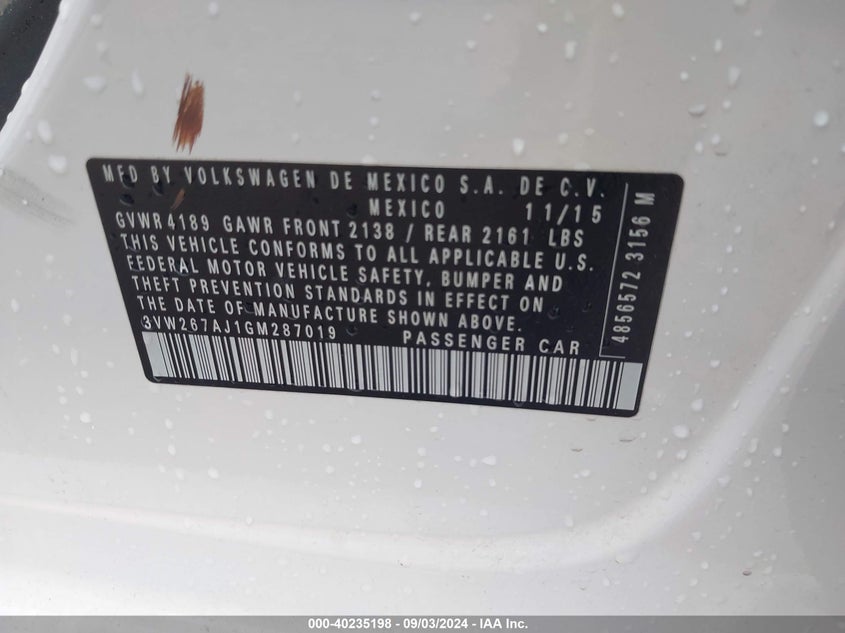 MFD BY VOLKSWAGEN DE MEXICO S.A. DE C.V.
MEXICO 11/15
GVWR 4189 GAWR FRONT 2138 / REAR 2161 LBS
THIS VEHICLE CONFORMS TO ALL APPLICABLE U.S.
FEDERAL MOTOR VEHICLE SAFETY, BUMPER AND
THEFT PREVENTION STANDARDS IN EFFECT ON
THE DATE OF MANUFACTURE SHOWN ABOVE.
3VW267AJ1GM287019 PASSENGER CAR
4856572 3156 M
000-40235198 - 09/03/2024 - IAA Inc.